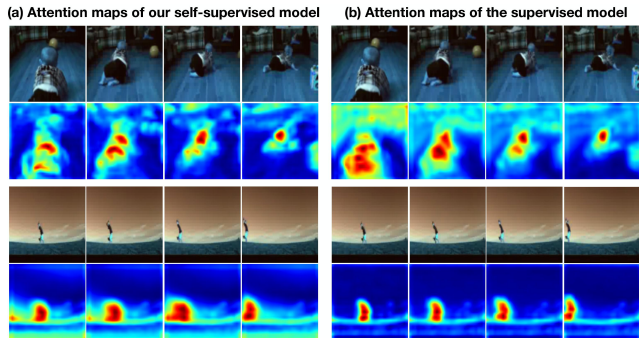 (a) Attention maps of our self-supervised model
(b) Attention maps of the supervised model